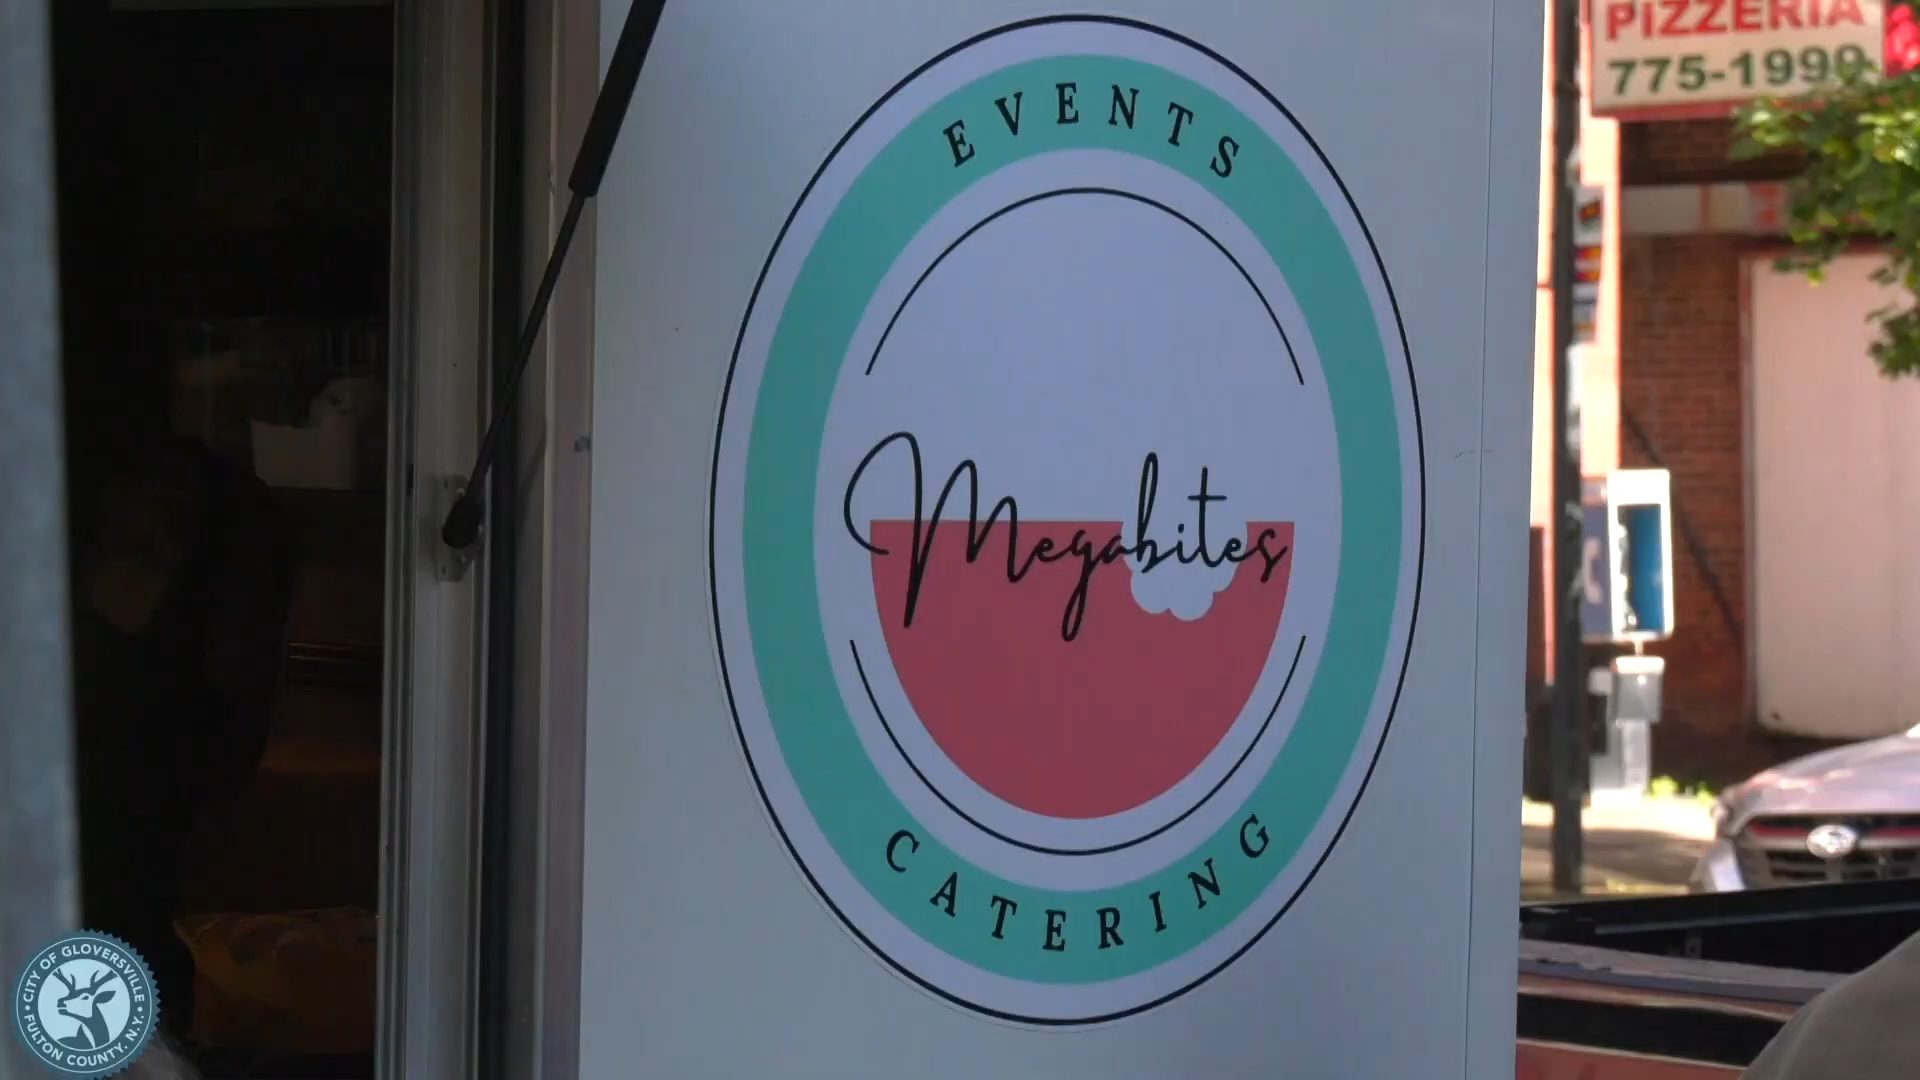 PIZZERIA
775-1999
EVENTS
Megabites
CATERING
CITY OF GLOVERSVILLE
FULTON COUNTY, N.Y.